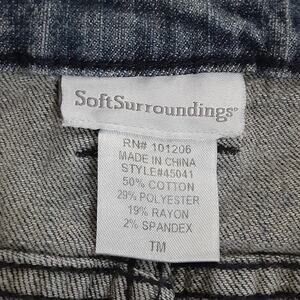 SoftSurroundings®
RN# 101206
MADE IN CHINA
STYLE#45041
50% COTTON
29% POLYESTER
19% RAYON
2% SPANDEX
TM